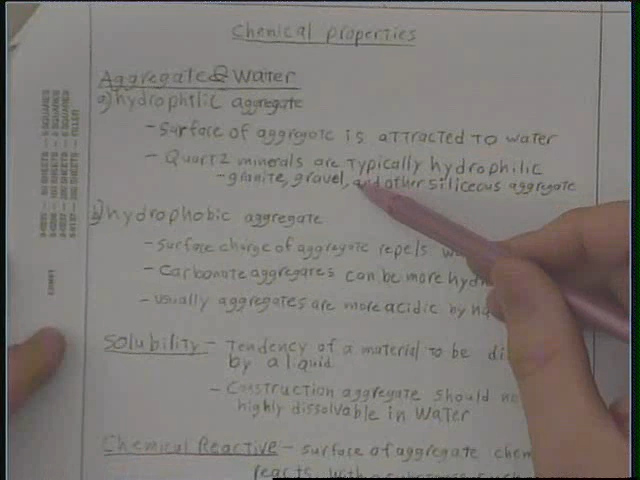 Chemical properties
Aggregate & Water
a) hydrophilic aggregate
- Surface of aggregate is attracted to water
- Quartz minerals are typically hydrophilic
- granite, gravel, and other siliceous aggregate
b) hydrophobic aggregate
- Surface charge of aggregate repels
- Carbonate aggregates can be more
- usually aggregates are more acidic by
Solubility - Tendency of a material to be
by a liquid
- Construction aggregate should
highly dissolvable in water
Chemical Reactive - surface of aggregate
reacts with a